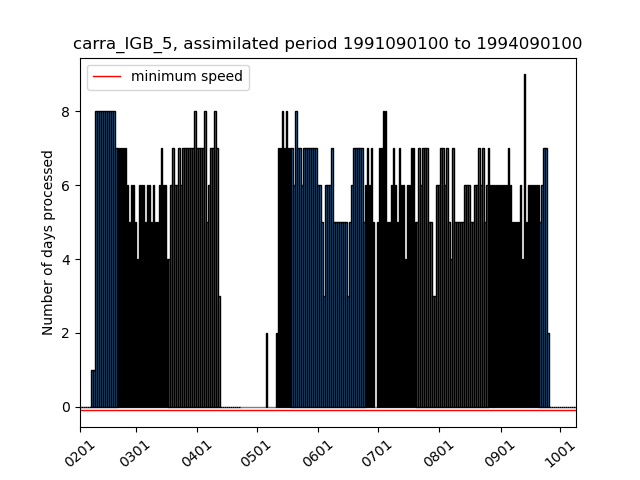 carra_IGB_5, assimilated period 1991090100 to 1994090100
minimum speed
Number of days processed
8
6
4
2
0
0201 0301 0401 0501 0601 0701 0801 0901 1001